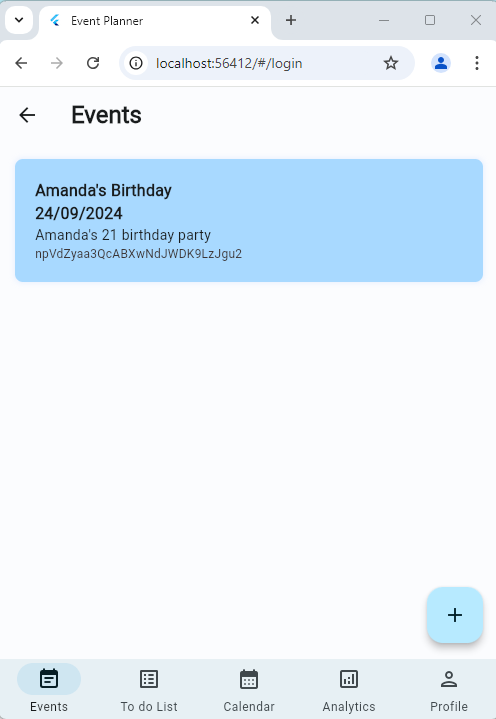 Event Planner
localhost:56412/#/login
Events
Amanda's Birthday
24/09/2024
Amanda's 21 birthday party
npVdZyaa3QcABXwNdJWDK9LzJgu2
Events To do List Calendar Analytics Profile